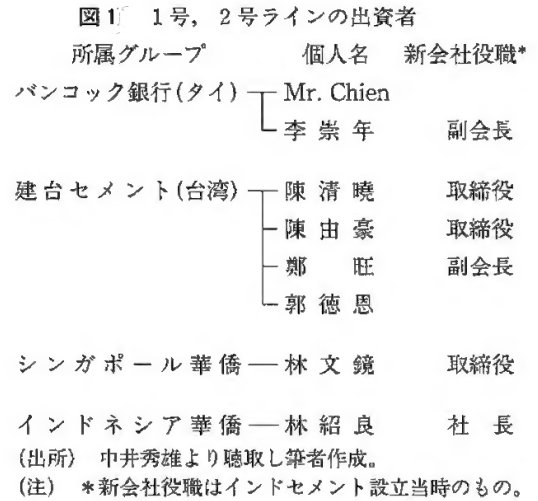 図1 1号,2号ラインの出資者
所属グループ 個人名 新会社役職*
バンコック銀行(タイ) Mr. Chien
李崇年 副会長
建台セメント(台湾) 陳清曉 取締役
陳由豪 取締役
鄭旺 副会長
郭徳恩
シンガポール華僑 林文鏡 取締役
インドネシア華僑 林紹良 社長
(出所) 中井秀雄より聴取し筆者作成。
(注) *新会社役職はインドセメント設立当時のもの。